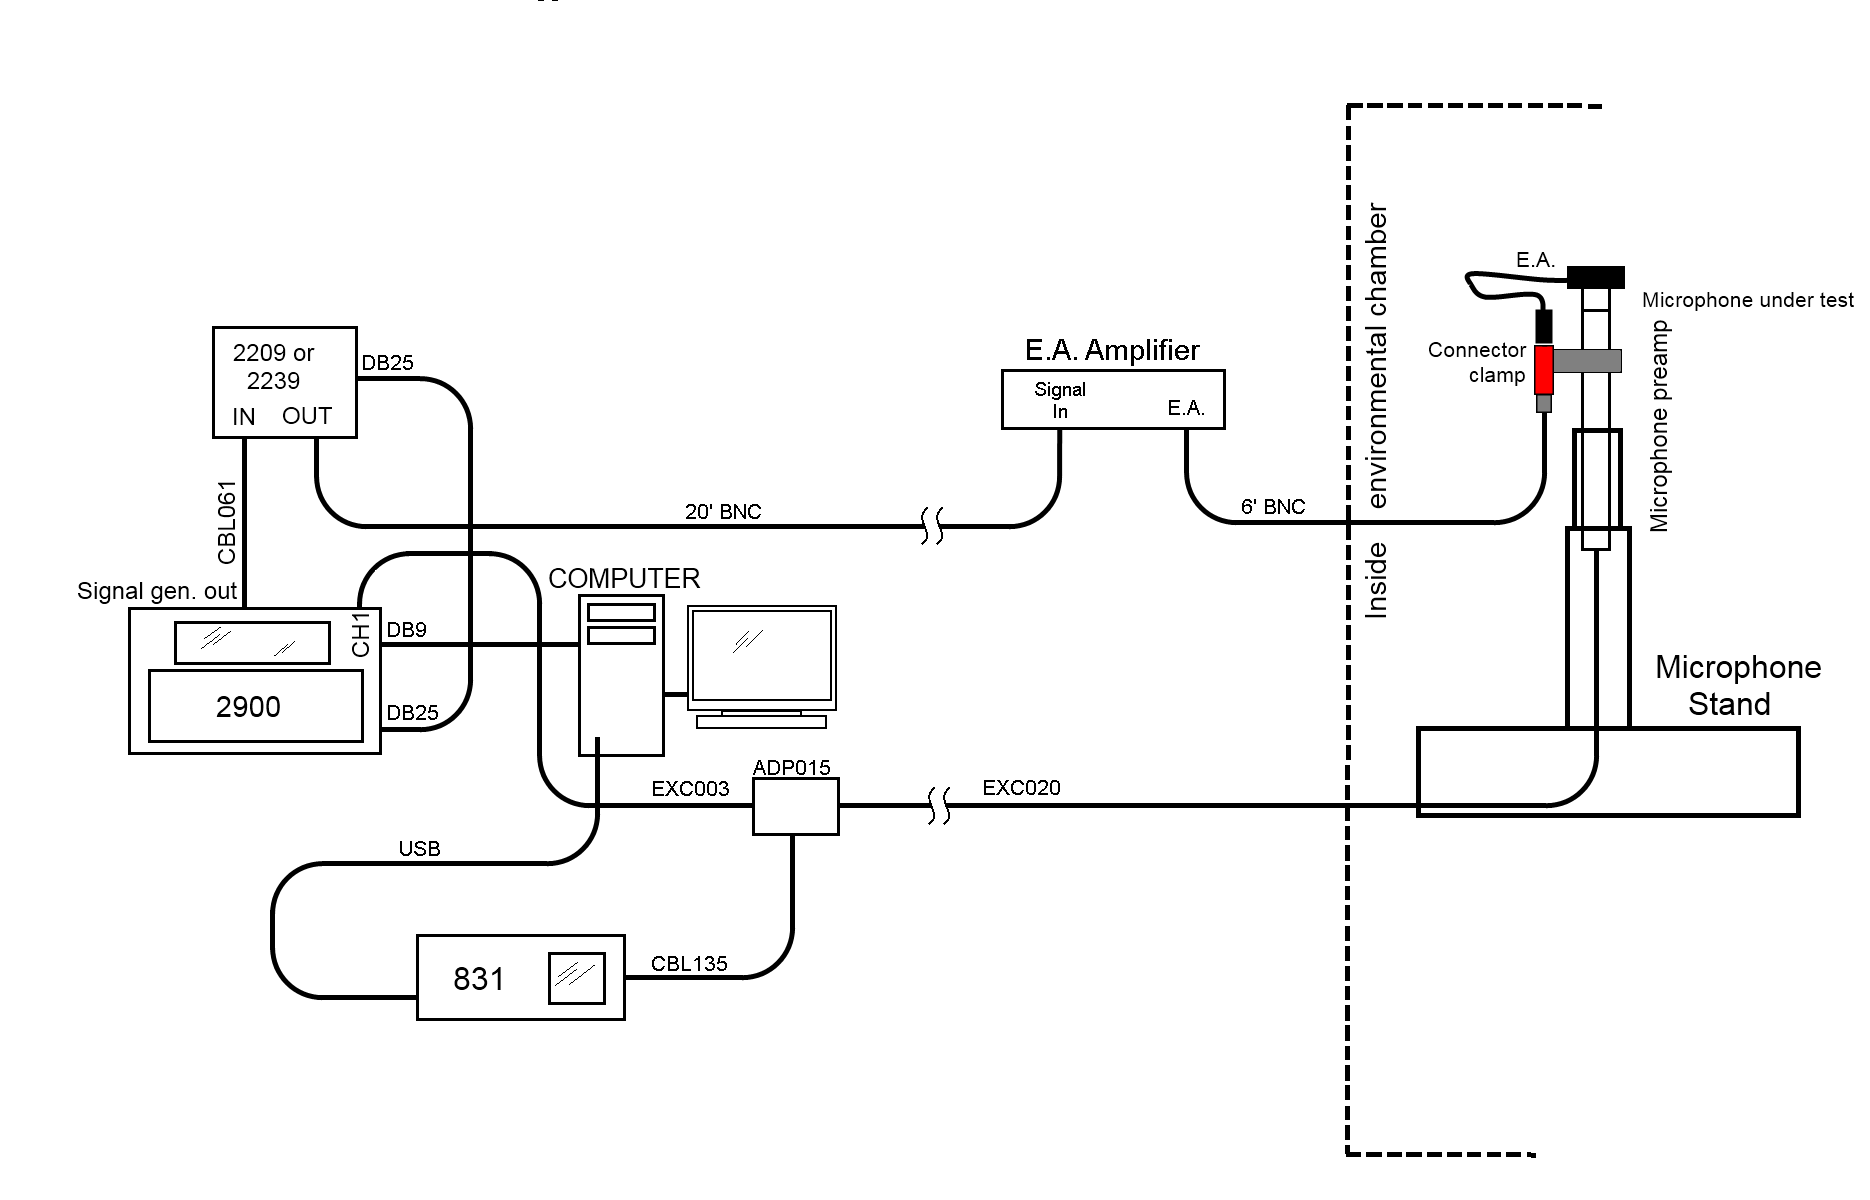 E.A.
Microphone under test
Connector
clamp
Microphone preamp
Inside environmental chamber
2209 or
2239
IN OUT
DB25
E.A. Amplifier
Signal
In
E.A.
CBL061
20' BNC
6' BNC
Signal gen. out
CH1
DB9
2900
DB25
COMPUTER
Microphone
Stand
ADP015
EXC003
EXC020
USB
831
CBL135